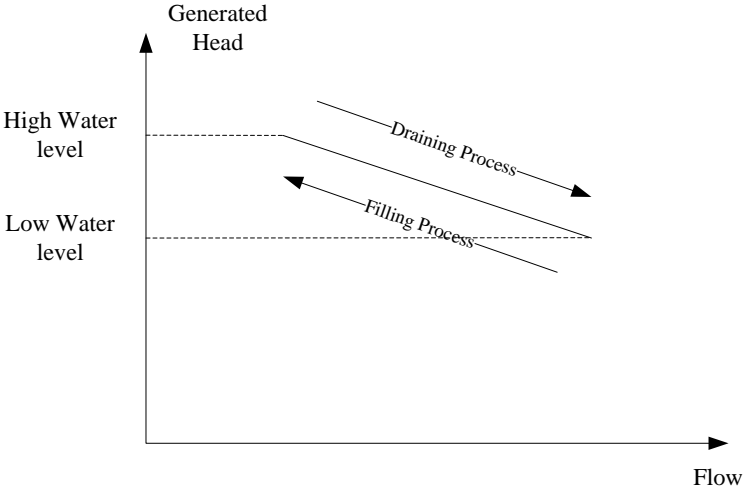 Generated
Head
High Water
level
Draining Process
Filling Process
Low Water
level
Flow